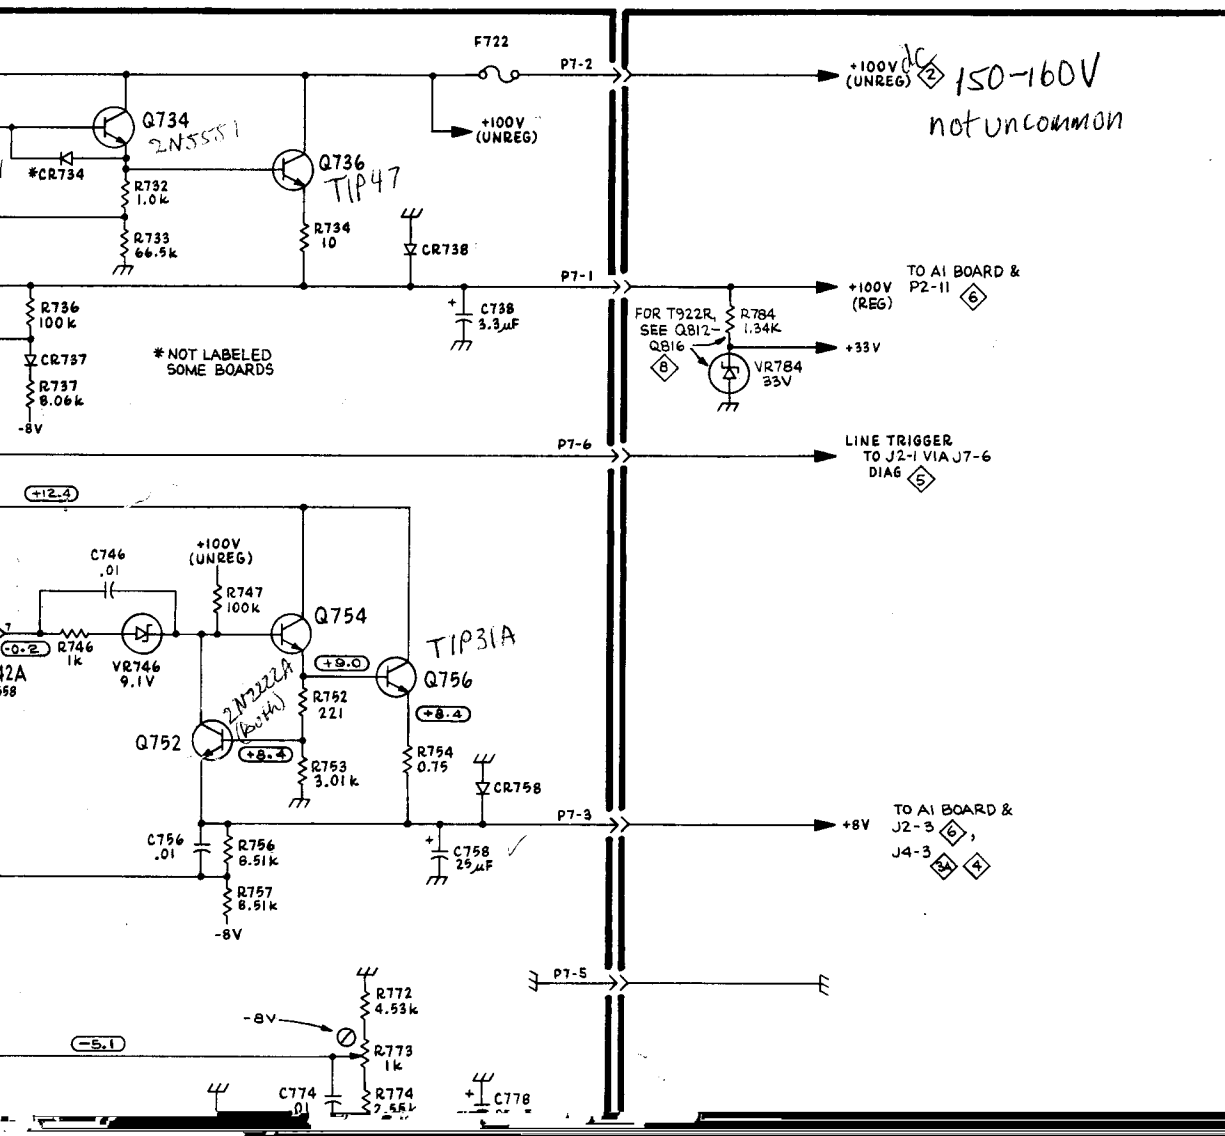 F722
P7-2
+100V dc
(UNREG) 2
150-160V
not uncommon
Q734
2N5551
+100V
(UNREG)
*CR734
Q736
TIP47
R732
1.0k
R733
66.5k
R734
10
CR738
P7-1
+100V
(REG)
TO A1 BOARD &
P2-11 6
R736
100k
C738
3.3µF
FOR T922R,
SEE Q812-
Q816
8
R784
1.34K
+33V
*NOT LABELED
SOME BOARDS
CR737
R737
8.06k
-8V
VR784
33V
P7-6
LINE TRIGGER
TO J2-1 VIA J7-6
DIAG 5
+12.4
C746
.01
+100V
(UNREG)
R747
100k
Q754
7
-0.2
R746
1k
VR746
9.1V
42A
558
+9.0
TIP31A
Q756
2N2222A
(both)
R752
221
+8.4
Q752
+8.4
R753
3.01k
R754
0.75
CR758
P7-3
+8V
TO A1 BOARD &
J2-3 6,
J4-3
3A 4
C756
.01
R756
8.51k
C758
25µF
R757
8.51k
-8V
P7-5
R772
4.53k
-8V
-5.1
R773
1k
C774
.01
R774
2.55k
C778
+